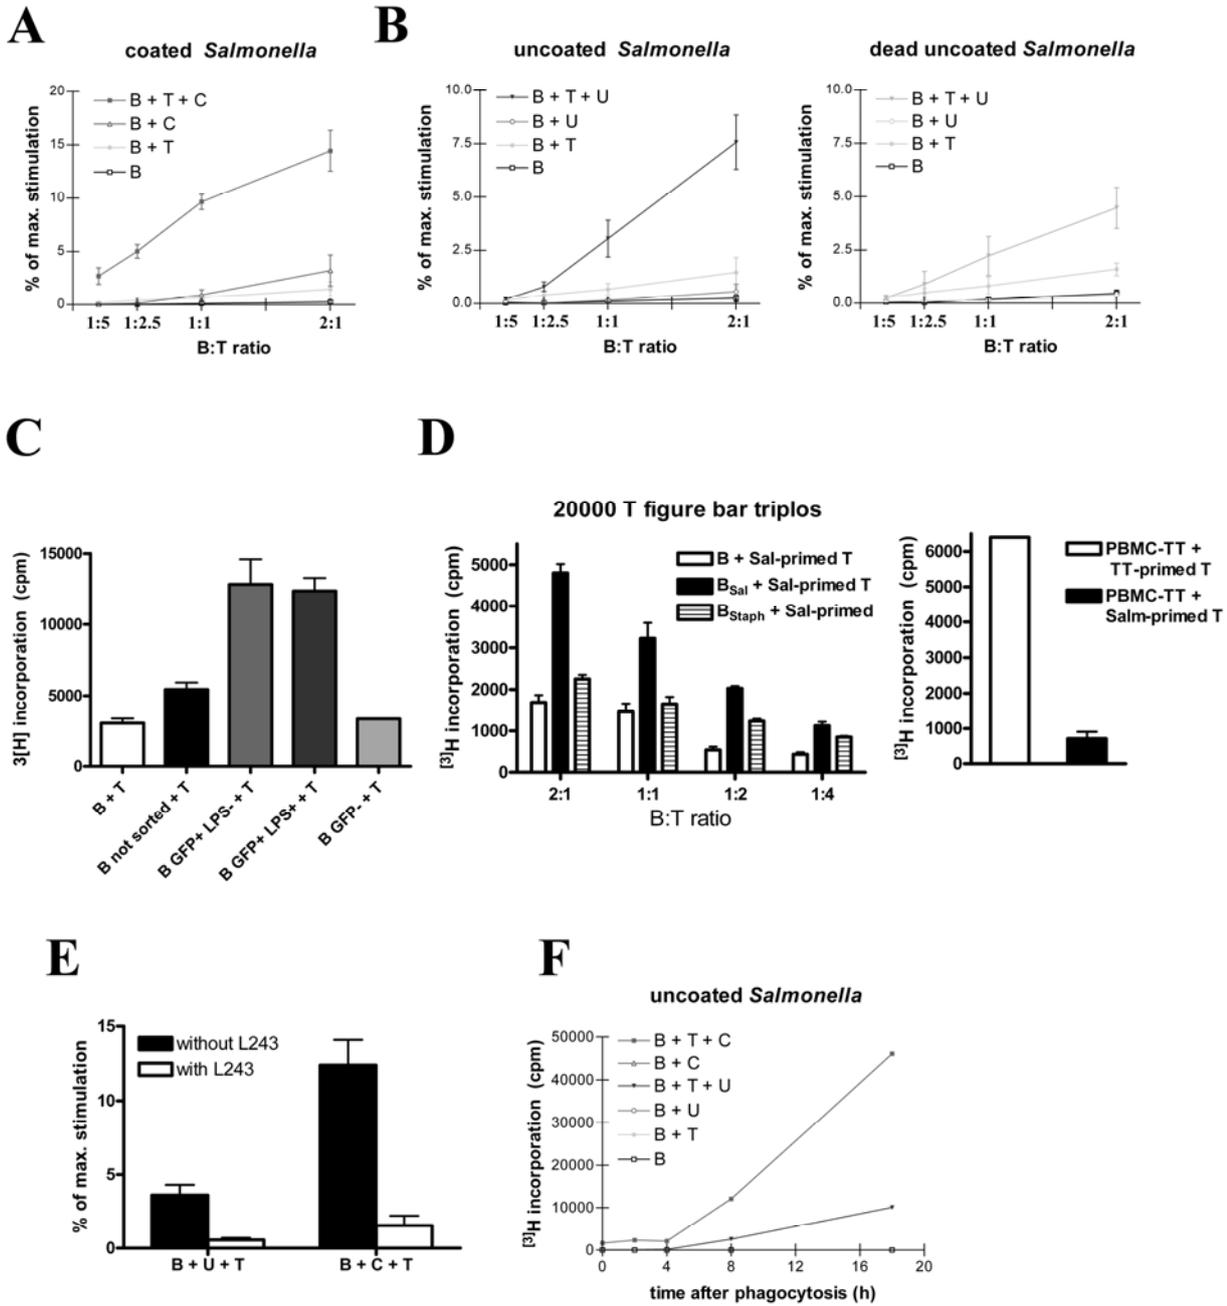 A
coated Salmonella
% of max. stimulation
20
15
10
5
0
B + T + C
B + C
B + T
B
1:5 1:2.5 1:1 2:1
B:T ratio
B
uncoated Salmonella
% of max. stimulation
10.0
7.5
5.0
2.5
0.0
B + T + U
B + U
B + T
B
1:5 1:2.5 1:1 2:1
B:T ratio
dead uncoated Salmonella
% of max. stimulation
10.0
7.5
5.0
2.5
0.0
B + T + U
B + U
B + T
B
1:5 1:2.5 1:1 2:1
B:T ratio
C
3[H] incorporation (cpm)
15000
10000
5000
0
B + T
B not sorted + T
B GFP+ LPS- + T
B GFP+ LPS+ + T
B GFP- + T
D
20000 T figure bar triplos
[³]H incorporation (cpm)
5000
4000
3000
2000
1000
0
B + Sal-primed T
BSal + Sal-primed T
BStaph + Sal-primed
2:1 1:1 1:2 1:4
B:T ratio
[³]H incorporation (cpm)
6000
5000
4000
3000
2000
1000
0
PBMC-TT +
TT-primed T
PBMC-TT +
Salm-primed T
E
% of max. stimulation
15
10
5
0
without L243
with L243
B + U + T B + C + T
F
uncoated Salmonella
[³]H incorporation (cpm)
50000
40000
30000
20000
10000
0
B + T + C
B + C
B + T + U
B + U
B + T
B
0 4 8 12 16 20
time after phagocytosis (h)